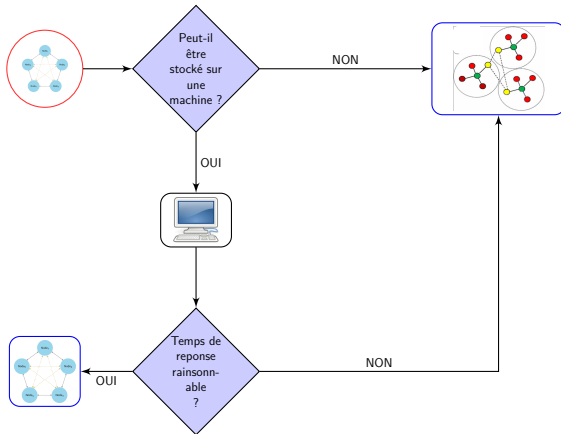 Peut-il
être
stocké sur
une
machine ?
NON
OUI
Temps de
reponse
rainsonn-
able
?
OUI
NON